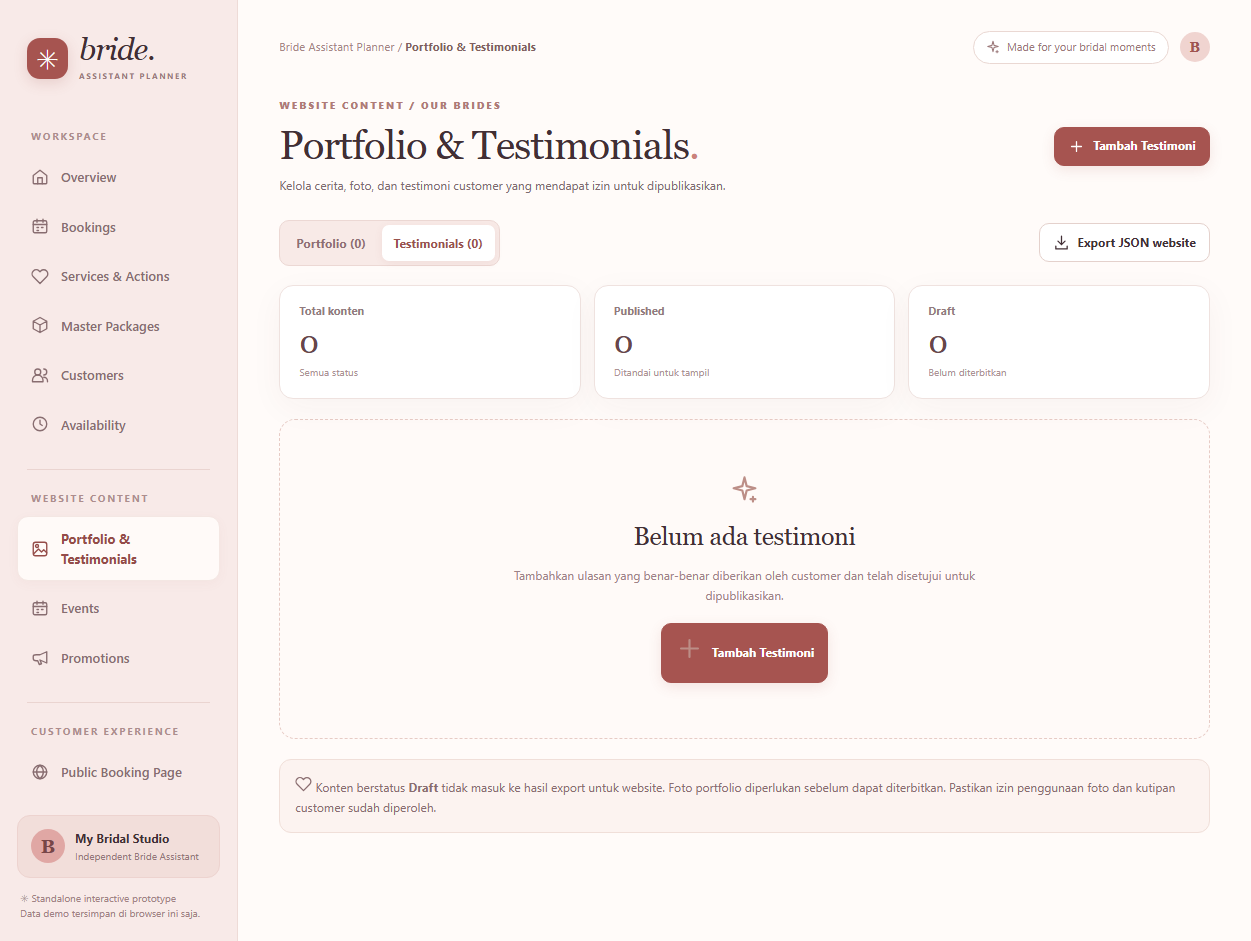 bride.
ASSISTANT PLANNER
WORKSPACE
Overview
Bookings
Services & Actions
Master Packages
Customers
Availability
WEBSITE CONTENT
Portfolio &
Testimonials
Events
Promotions
CUSTOMER EXPERIENCE
Public Booking Page
B
My Bridal Studio
Independent Bride Assistant
✳ Standalone interactive prototype
Data demo tersimpan di browser ini saja.
Bride Assistant Planner / Portfolio & Testimonials
Made for your bridal moments
B
WEBSITE CONTENT / OUR BRIDES
Portfolio & Testimonials.
Kelola cerita, foto, dan testimoni customer yang mendapat izin untuk dipublikasikan.
Tambah Testimoni
Portfolio (0)
Testimonials (0)
Export JSON website
Total konten
0
Semua status
Published
0
Ditandai untuk tampil
Draft
0
Belum diterbitkan
Belum ada testimoni
Tambahkan ulasan yang benar-benar diberikan oleh customer dan telah disetujui untuk
dipublikasikan.
Tambah Testimoni
Konten berstatus Draft tidak masuk ke hasil export untuk website. Foto portfolio diperlukan sebelum dapat diterbitkan. Pastikan izin penggunaan foto dan kutipan
customer sudah diperoleh.